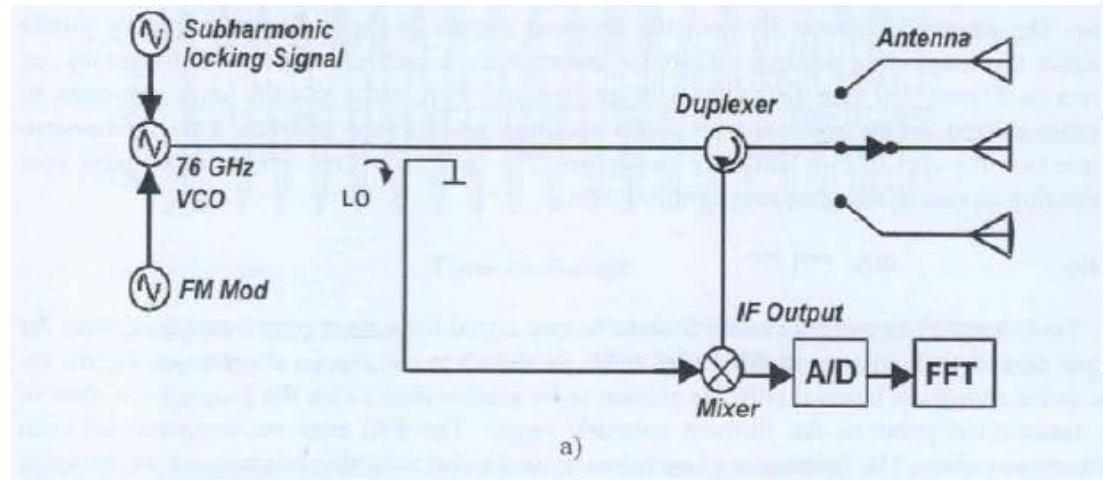 Subharmonic
locking Signal
Antenna
Duplexer
76 GHz
VCO
LO
FM Mod
IF Output
A/D
FFT
Mixer
a)